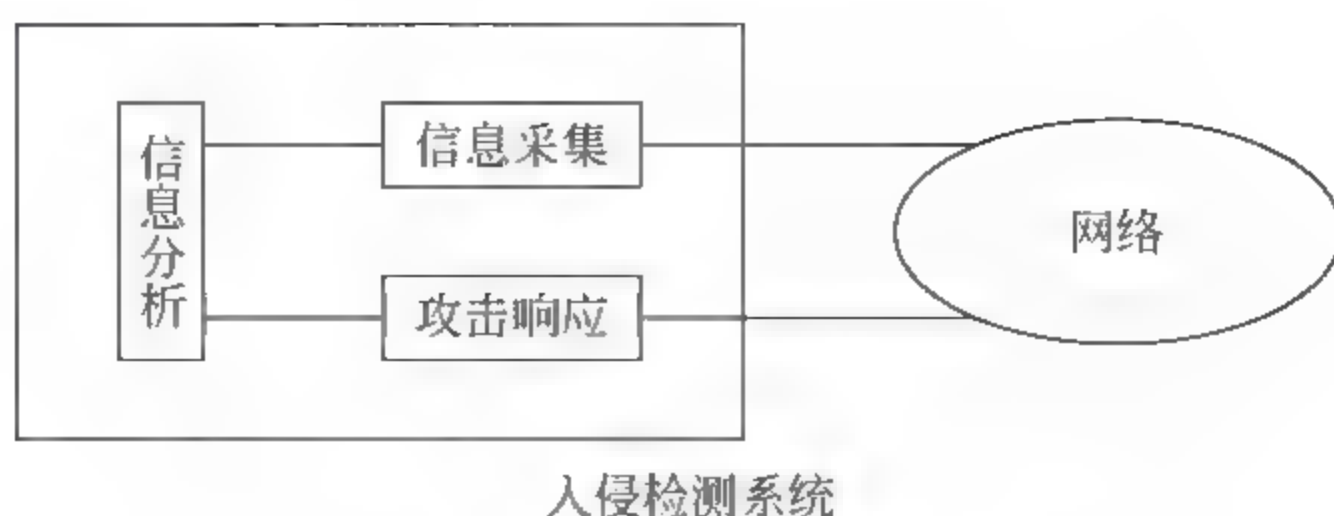 信息分析
信息采集
网络
攻击响应
入侵检测系统